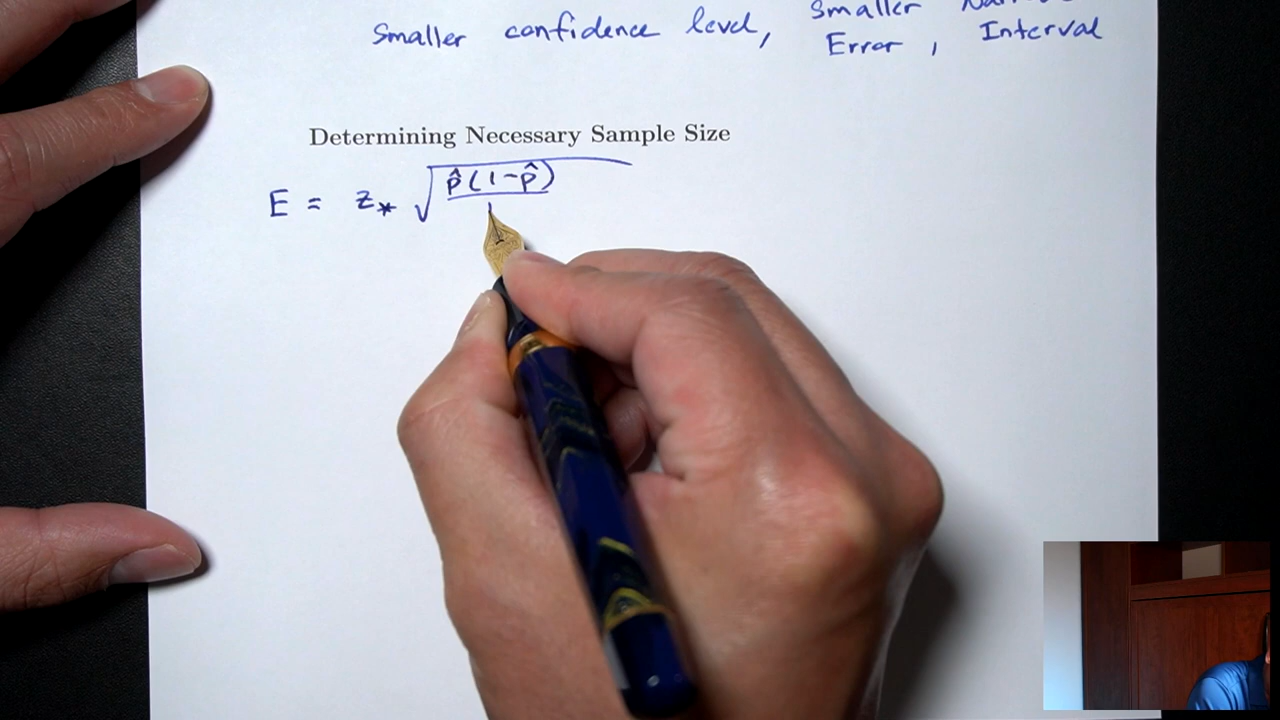 smaller
Smaller confidence level, Error, Interval
Determining Necessary Sample Size
E = z* √p̂(1-p̂)